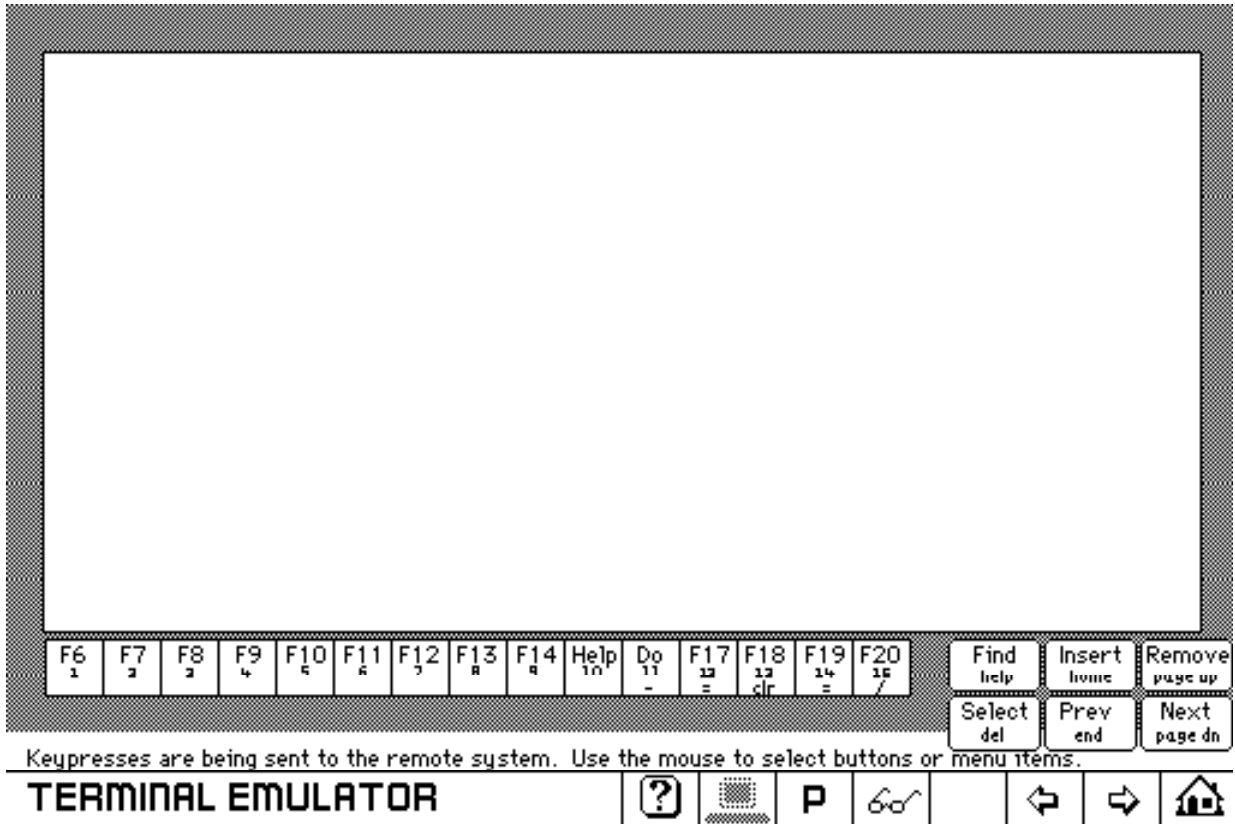 F6 F7 F8 F9 F10 F11 F12 F13 F14 Help Do F17 F18 F19 F20
1 2 3 4 5 6 7 8 9 10 11 12 13 14 15
- = clr = /
Find Insert Remove
help home page up
Select Prev Next
del end page dn
Keypresses are being sent to the remote system. Use the mouse to select buttons or menu items.
TERMINAL EMULATOR ? P